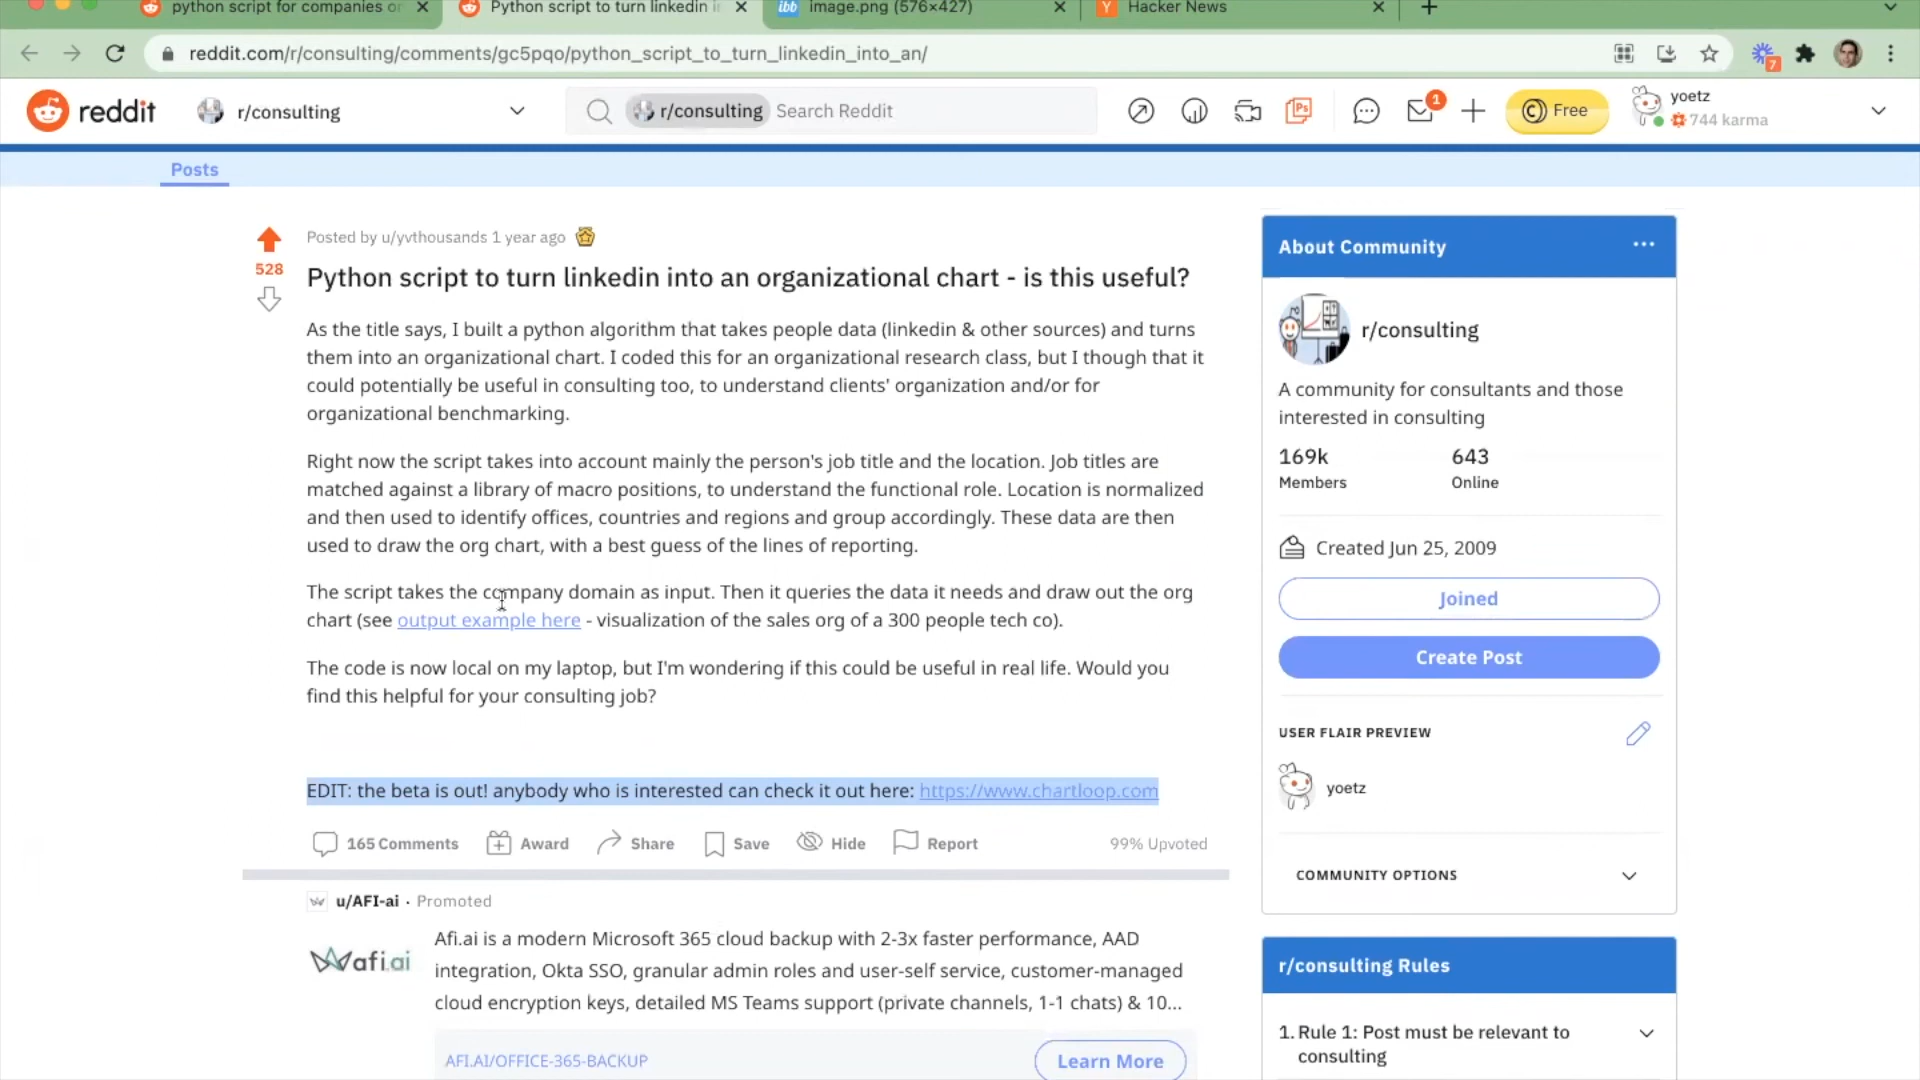 python script for companies or
Python script to turn linkedin i
ibb image.png (576×427)
Y Hacker News
reddit.com/r/consulting/comments/gc5pqo/python_script_to_turn_linkedin_into_an/
7
reddit
r/consulting
r/consulting Search Reddit
Ps
1
Free
yoetz
744 karma
Posts
528
Posted by u/yvthousands 1 year ago
Python script to turn linkedin into an organizational chart - is this useful?
As the title says, I built a python algorithm that takes people data (linkedin & other sources) and turns
them into an organizational chart. I coded this for an organizational research class, but I though that it
could potentially be useful in consulting too, to understand clients' organization and/or for
organizational benchmarking.
Right now the script takes into account mainly the person's job title and the location. Job titles are
matched against a library of macro positions, to understand the functional role. Location is normalized
and then used to identify offices, countries and regions and group accordingly. These data are then
used to draw the org chart, with a best guess of the lines of reporting.
The script takes the company domain as input. Then it queries the data it needs and draw out the org
chart (see output example here - visualization of the sales org of a 300 people tech co).
The code is now local on my laptop, but I'm wondering if this could be useful in real life. Would you
find this helpful for your consulting job?
EDIT: the beta is out! anybody who is interested can check it out here: https://www.chartloop.com
165 Comments
Award
Share
Save
Hide
Report
99% Upvoted
u/AFI-ai · Promoted
afi.ai
Afi.ai is a modern Microsoft 365 cloud backup with 2-3x faster performance, AAD
integration, Okta SSO, granular admin roles and user-self service, customer-managed
cloud encryption keys, detailed MS Teams support (private channels, 1-1 chats) & 10...
AFI.AI/OFFICE-365-BACKUP
Learn More
About Community
r/consulting
A community for consultants and those
interested in consulting
169k
Members
643
Online
Created Jun 25, 2009
Joined
Create Post
USER FLAIR PREVIEW
yoetz
COMMUNITY OPTIONS
r/consulting Rules
1. Rule 1: Post must be relevant to
consulting